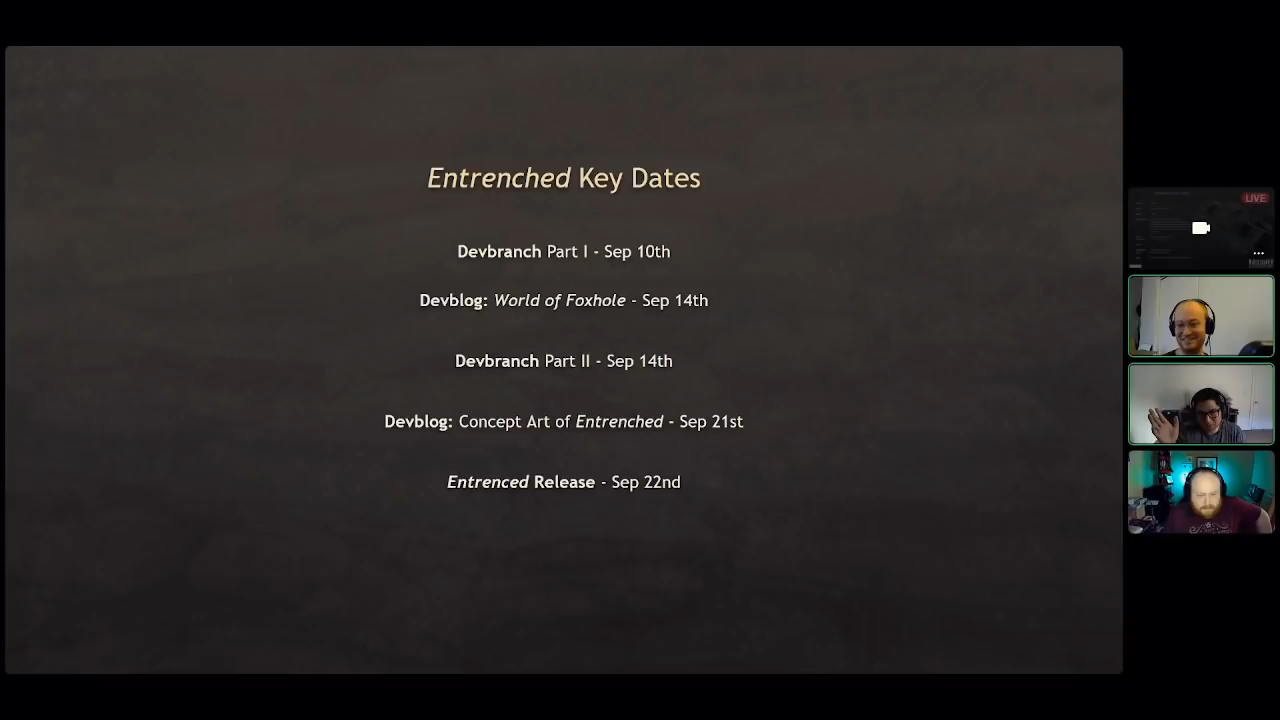 Entrenched Key Dates
Devbranch Part I - Sep 10th
Devblog: World of Foxhole - Sep 14th
Devbranch Part II - Sep 14th
Devblog: Concept Art of Entrenched - Sep 21st
Entrenced Release - Sep 22nd
LIVE